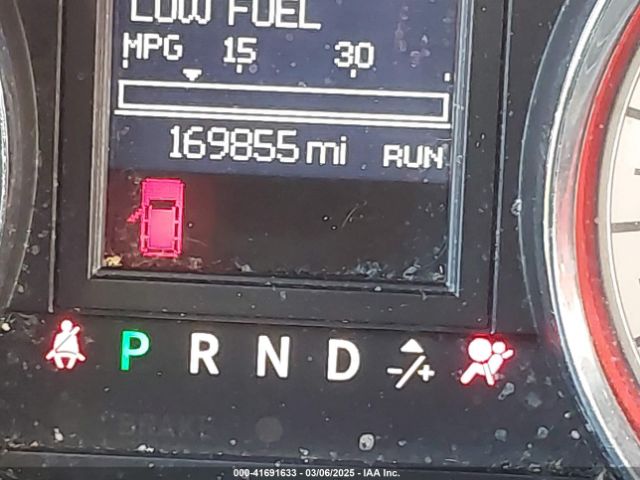 LOW FUEL
MPG 15 30
169855 mi RUN
P R N D -/+
000-41691633 - 03/06/2025 - IAA Inc.